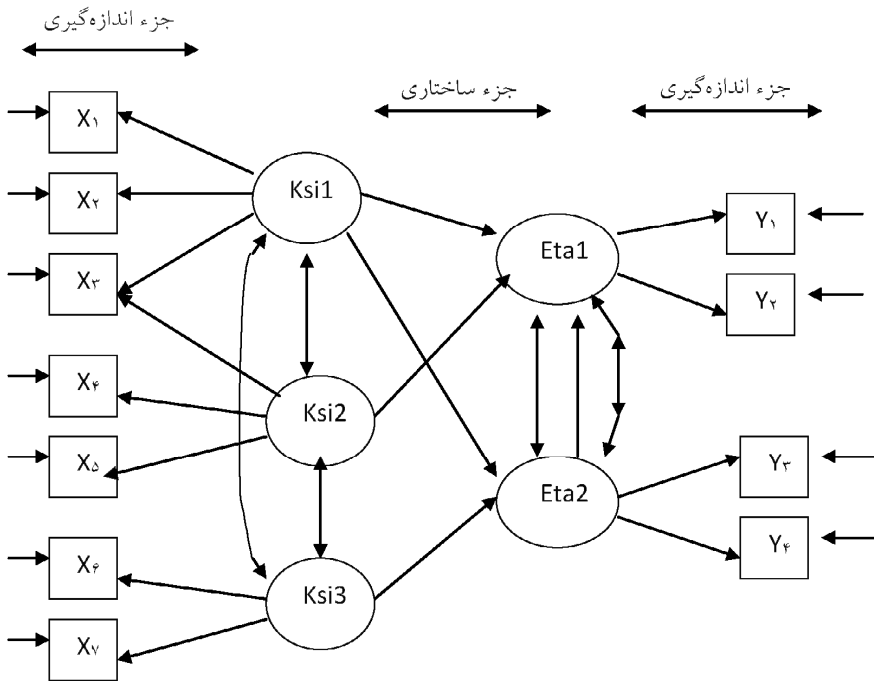 جزء اندازه‌گیری
جزء ساختاری
جزء اندازه‌گیری
X۱
X۲
X۳
X۴
X۵
X۶
X۷
Ksi1
Ksi2
Ksi3
Eta1
Eta2
Y۱
Y۲
Y۳
Y۴